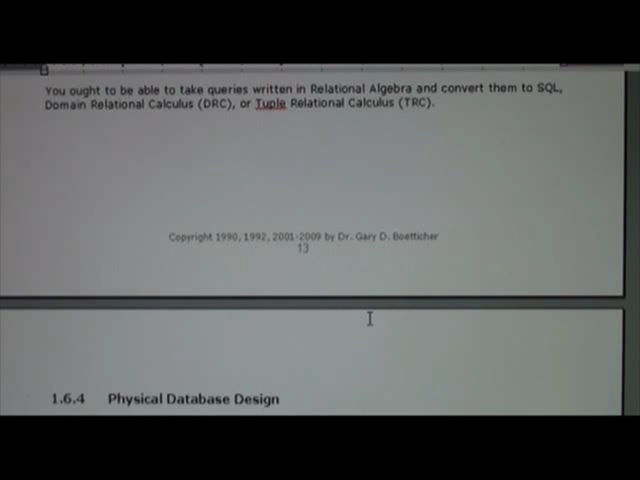 You ought to be able to take queries written in Relational Algebra and convert them to SQL,
Domain Relational Calculus (DRC), or Tuple Relational Calculus (TRC).
Copyright 1990, 1992, 2001-2009 by Dr. Gary D. Boetticher
13
1.6.4 Physical Database Design